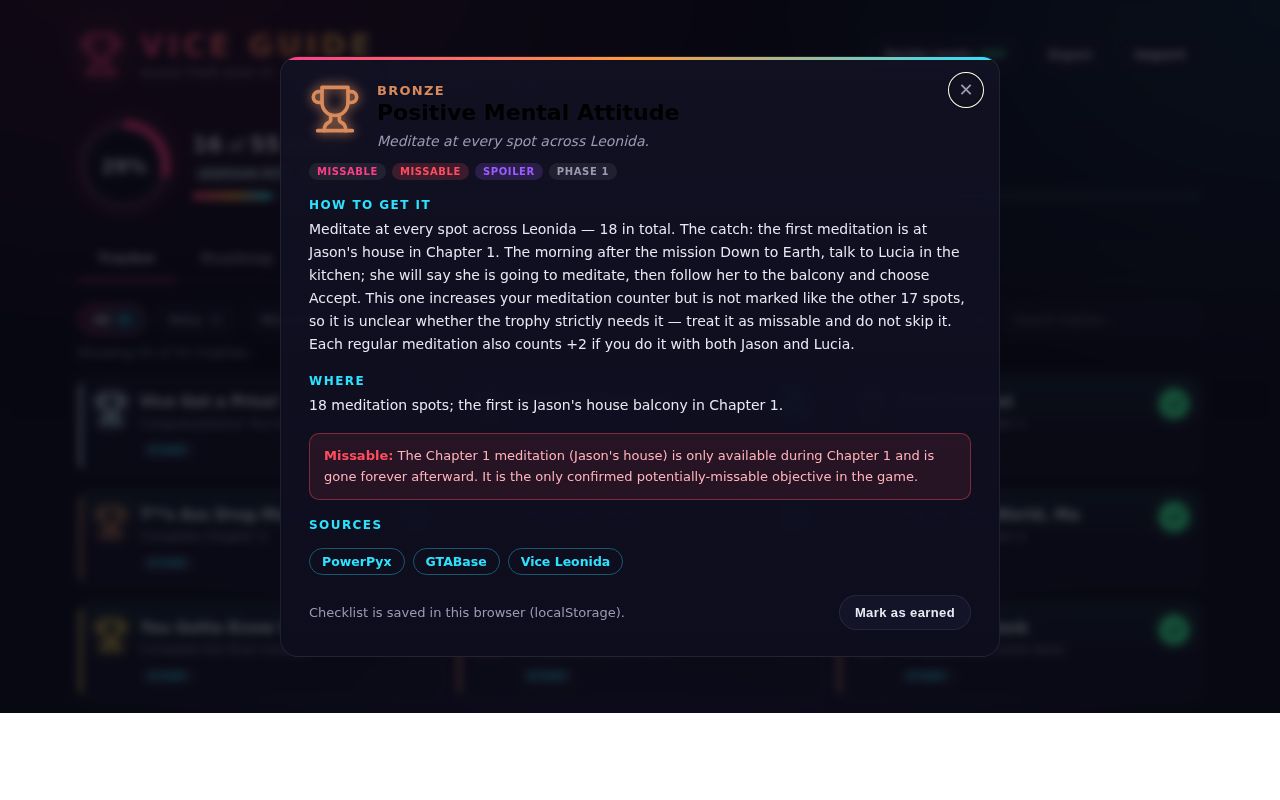 VICE GUIDE
16 of 55
29%
Tracker
Roadmap
BRONZE
Positive Mental Attitude
Meditate at every spot across Leonida.
MISSABLE MISSABLE SPOILER PHASE 1
HOW TO GET IT
Meditate at every spot across Leonida — 18 in total. The catch: the first meditation is at
Jason's house in Chapter 1. The morning after the mission Down to Earth, talk to Lucia in the
kitchen; she will say she is going to meditate, then follow her to the balcony and choose
Accept. This one increases your meditation counter but is not marked like the other 17 spots,
so it is unclear whether the trophy strictly needs it — treat it as missable and do not skip it.
Each regular meditation also counts +2 if you do it with both Jason and Lucia.
WHERE
18 meditation spots; the first is Jason's house balcony in Chapter 1.
Missable: The Chapter 1 meditation (Jason's house) is only available during Chapter 1 and is
gone forever afterward. It is the only confirmed potentially-missable objective in the game.
SOURCES
PowerPyx GTABase Vice Leonida
Checklist is saved in this browser (localStorage).
Mark as earned